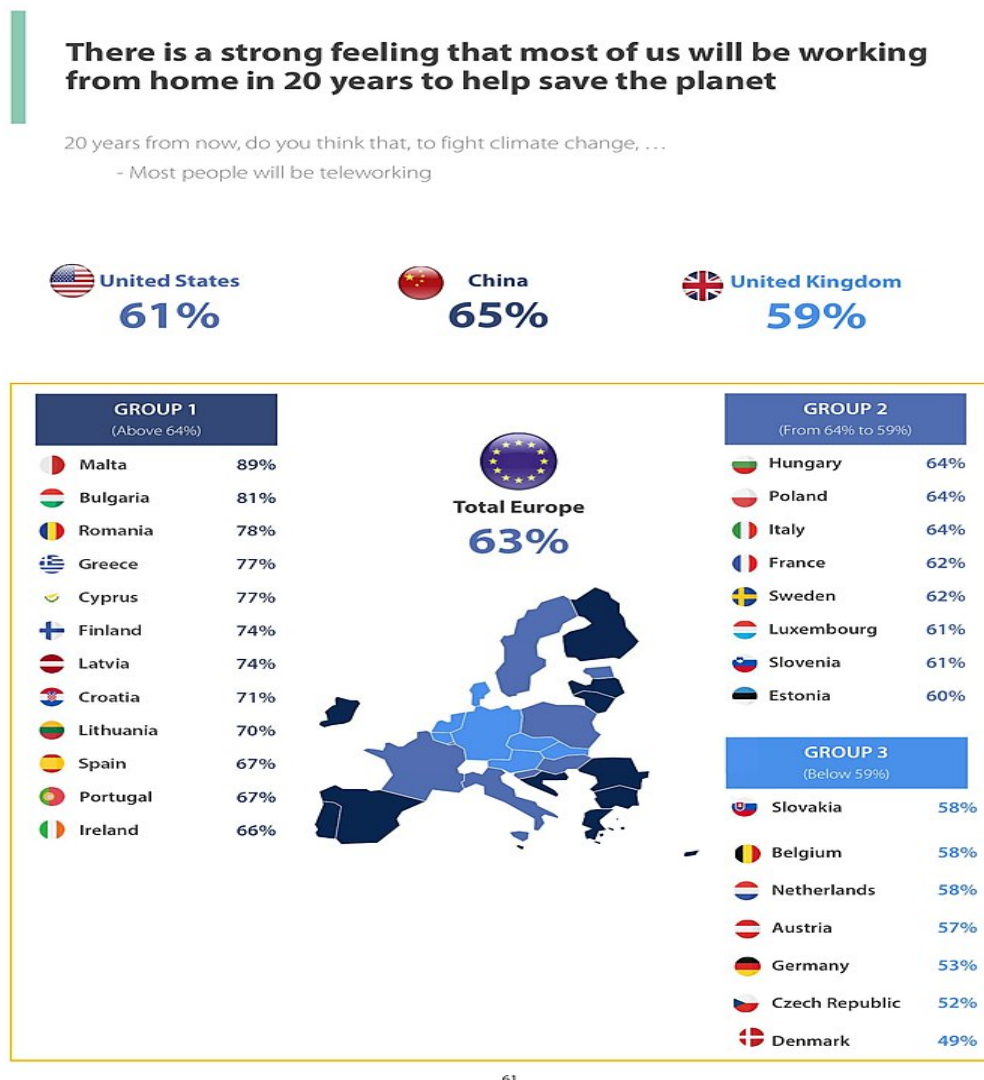 There is a strong feeling that most of us will be working
from home in 20 years to help save the planet
20 years from now, do you think that, to fight climate change, …
- Most people will be teleworking
United States
61%
China
65%
United Kingdom
59%
GROUP 1
(Above 64%)
Malta 89%
Bulgaria 81%
Romania 78%
Greece 77%
Cyprus 77%
Finland 74%
Latvia 74%
Croatia 71%
Lithuania 70%
Spain 67%
Portugal 67%
Ireland 66%
Total Europe
63%
GROUP 2
(From 64% to 59%)
Hungary 64%
Poland 64%
Italy 64%
France 62%
Sweden 62%
Luxembourg 61%
Slovenia 61%
Estonia 60%
GROUP 3
(Below 59%)
Slovakia 58%
Belgium 58%
Netherlands 58%
Austria 57%
Germany 53%
Czech Republic 52%
Denmark 49%
61